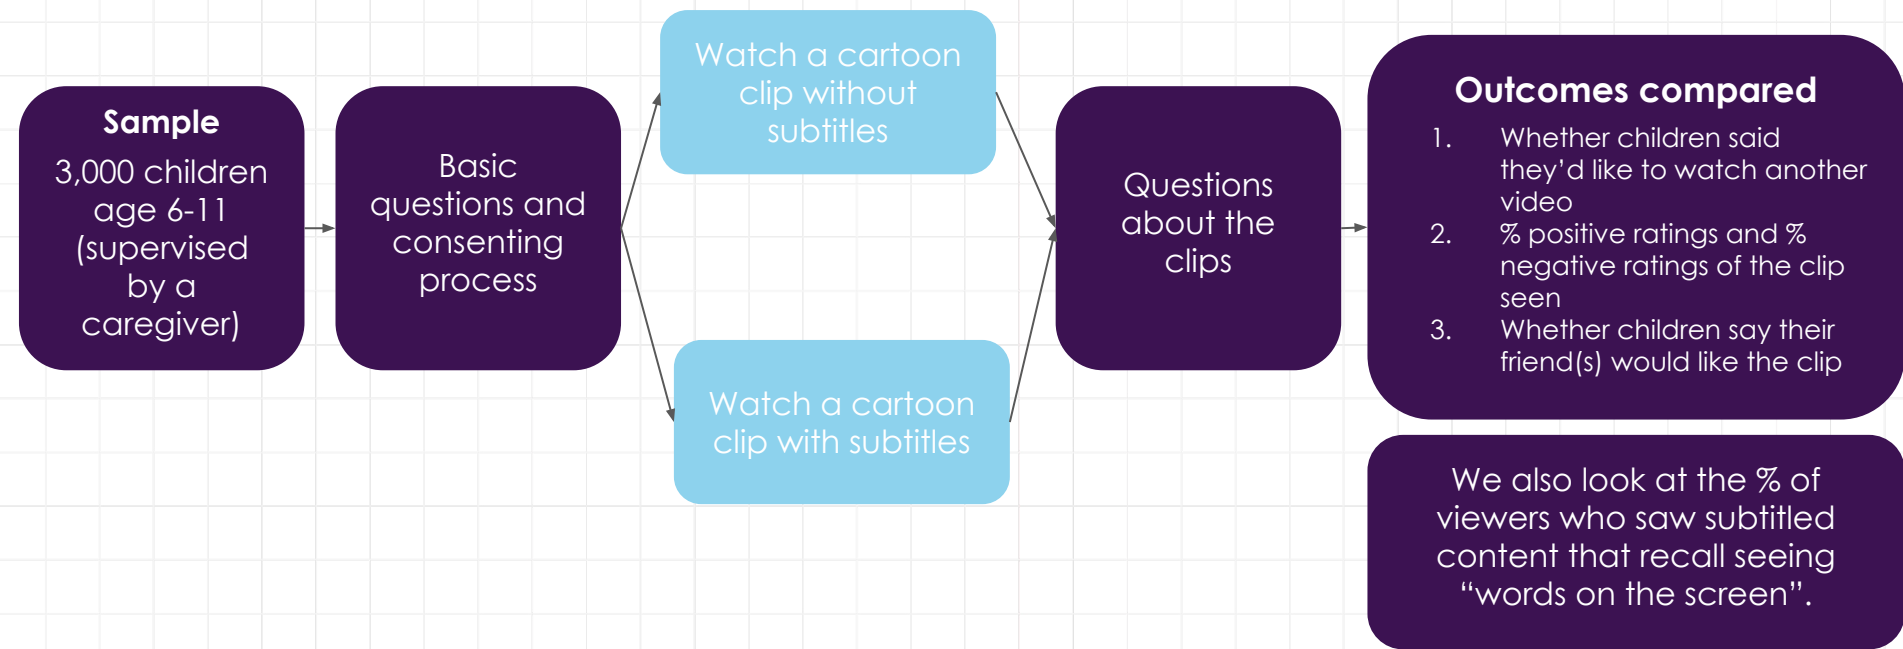 Sample
3,000 children
age 6-11
(supervised
by a
caregiver)
Basic
questions and
consenting
process
Watch a cartoon
clip without
subtitles
Watch a cartoon
clip with subtitles
Questions
about the
clips
Outcomes compared
1. Whether children said
they’d like to watch another
video
2. % positive ratings and %
negative ratings of the clip
seen
3. Whether children say their
friend(s) would like the clip
We also look at the % of
viewers who saw subtitled
content that recall seeing
“words on the screen”.